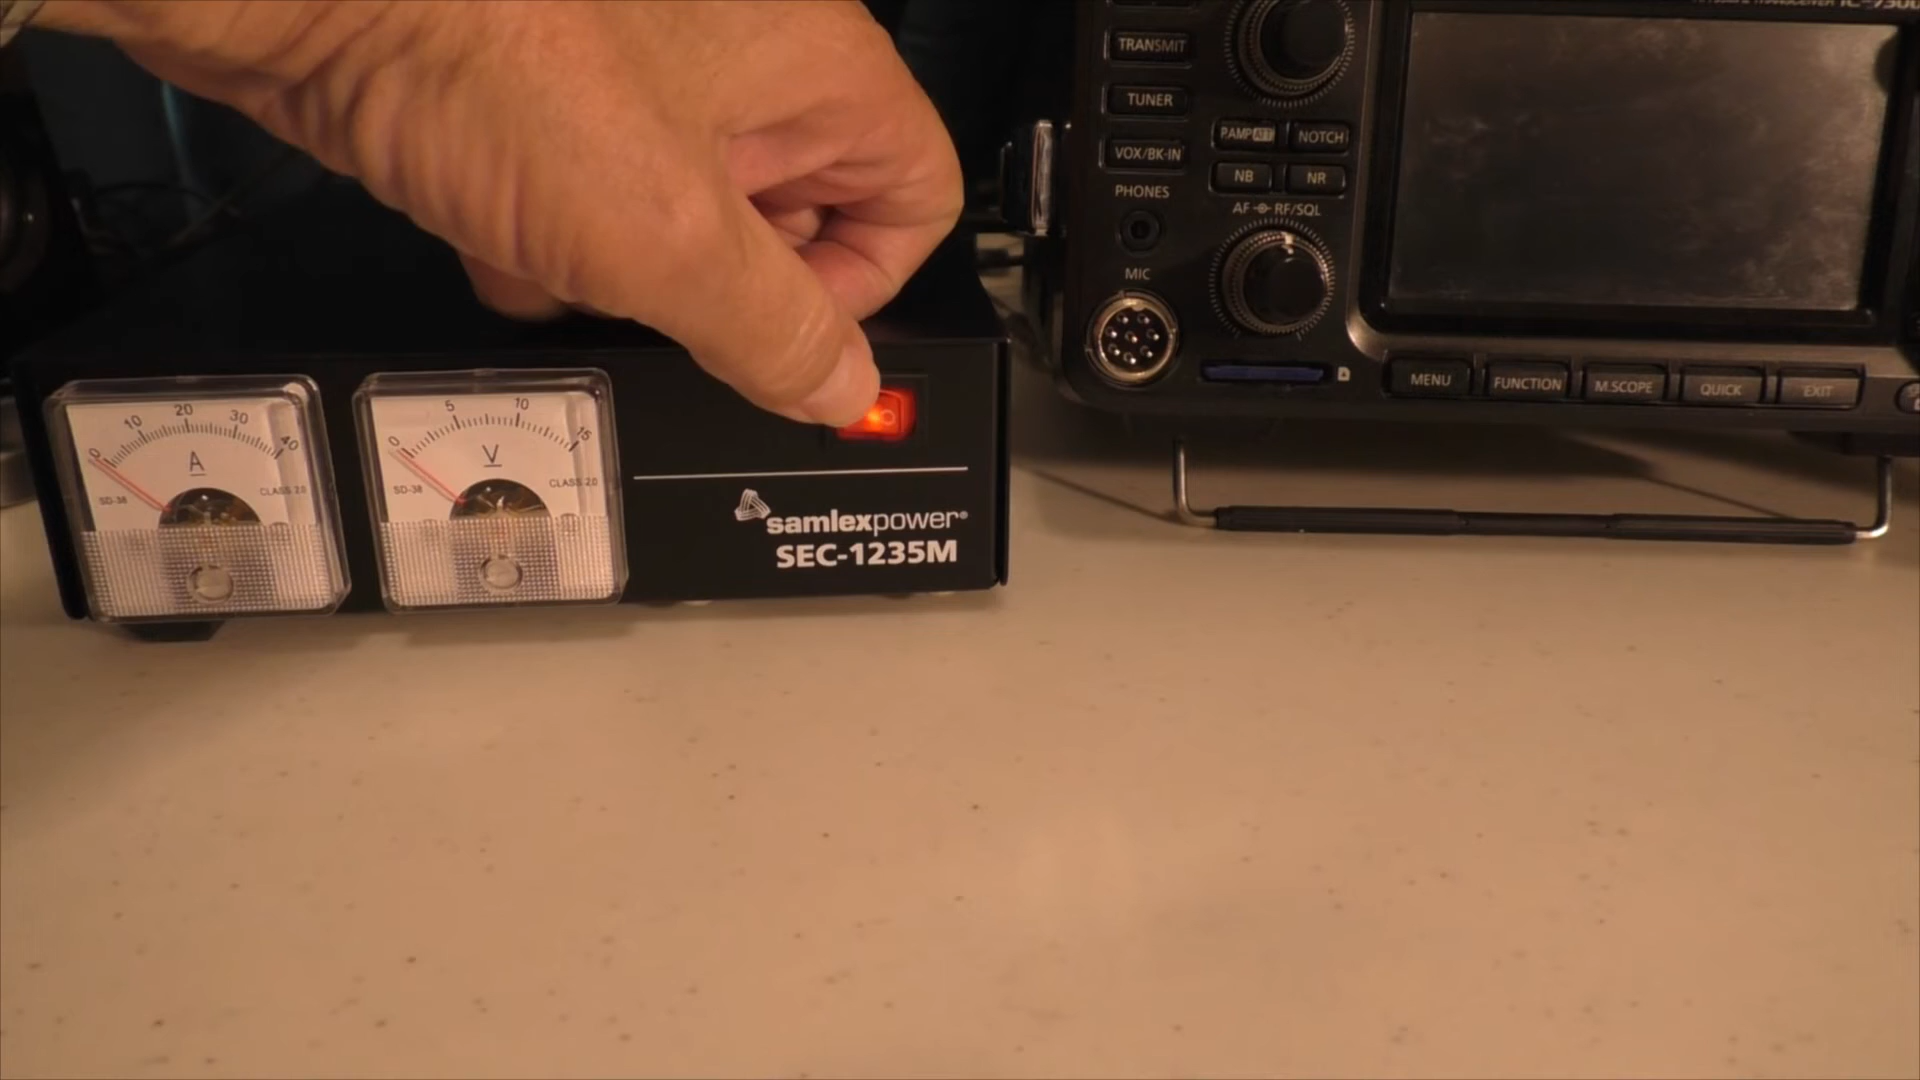 0 10 20 30 40
A
SD-38 CLASS 2.0
0 5 10 15
V
SD-38 CLASS 2.0
samlexpower®
SEC-1235M
TRANSMIT
TUNER
P.AMP ATT NOTCH
VOX/BK-IN
NB NR
PHONES
AF RF/SQL
MIC
MENU FUNCTION M.SCOPE QUICK EXIT